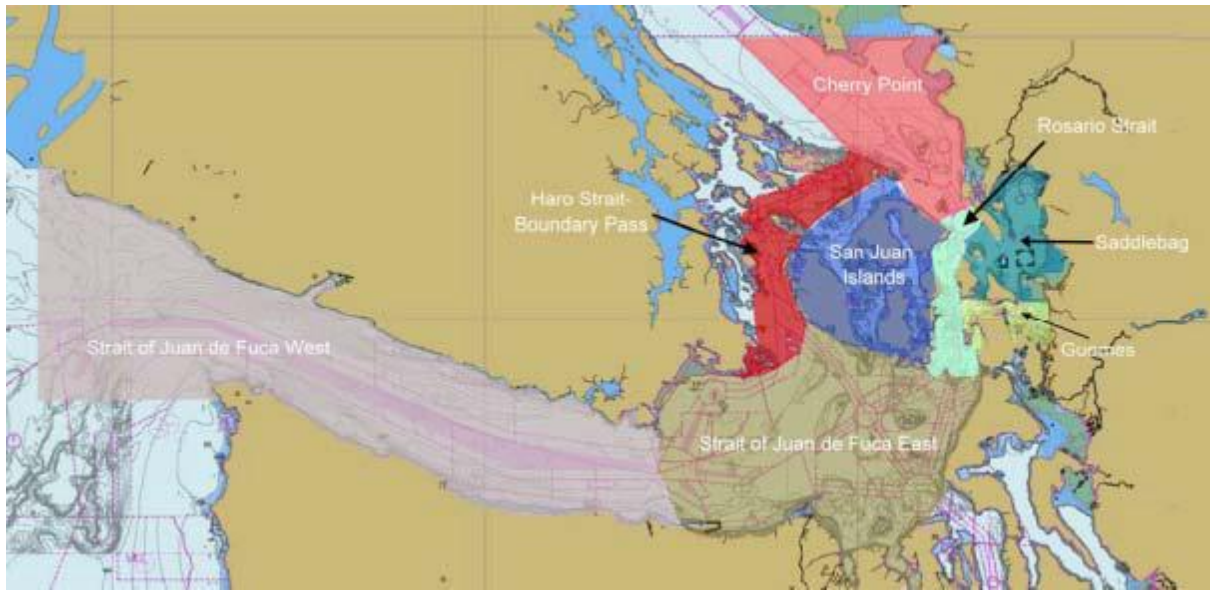 Cherry Point
Rosario Strait
Haro Strait-
Boundary Pass
Saddlebag
San Juan
Islands
Strait of Juan de Fuca West
Guemes
Strait of Juan de Fuca East